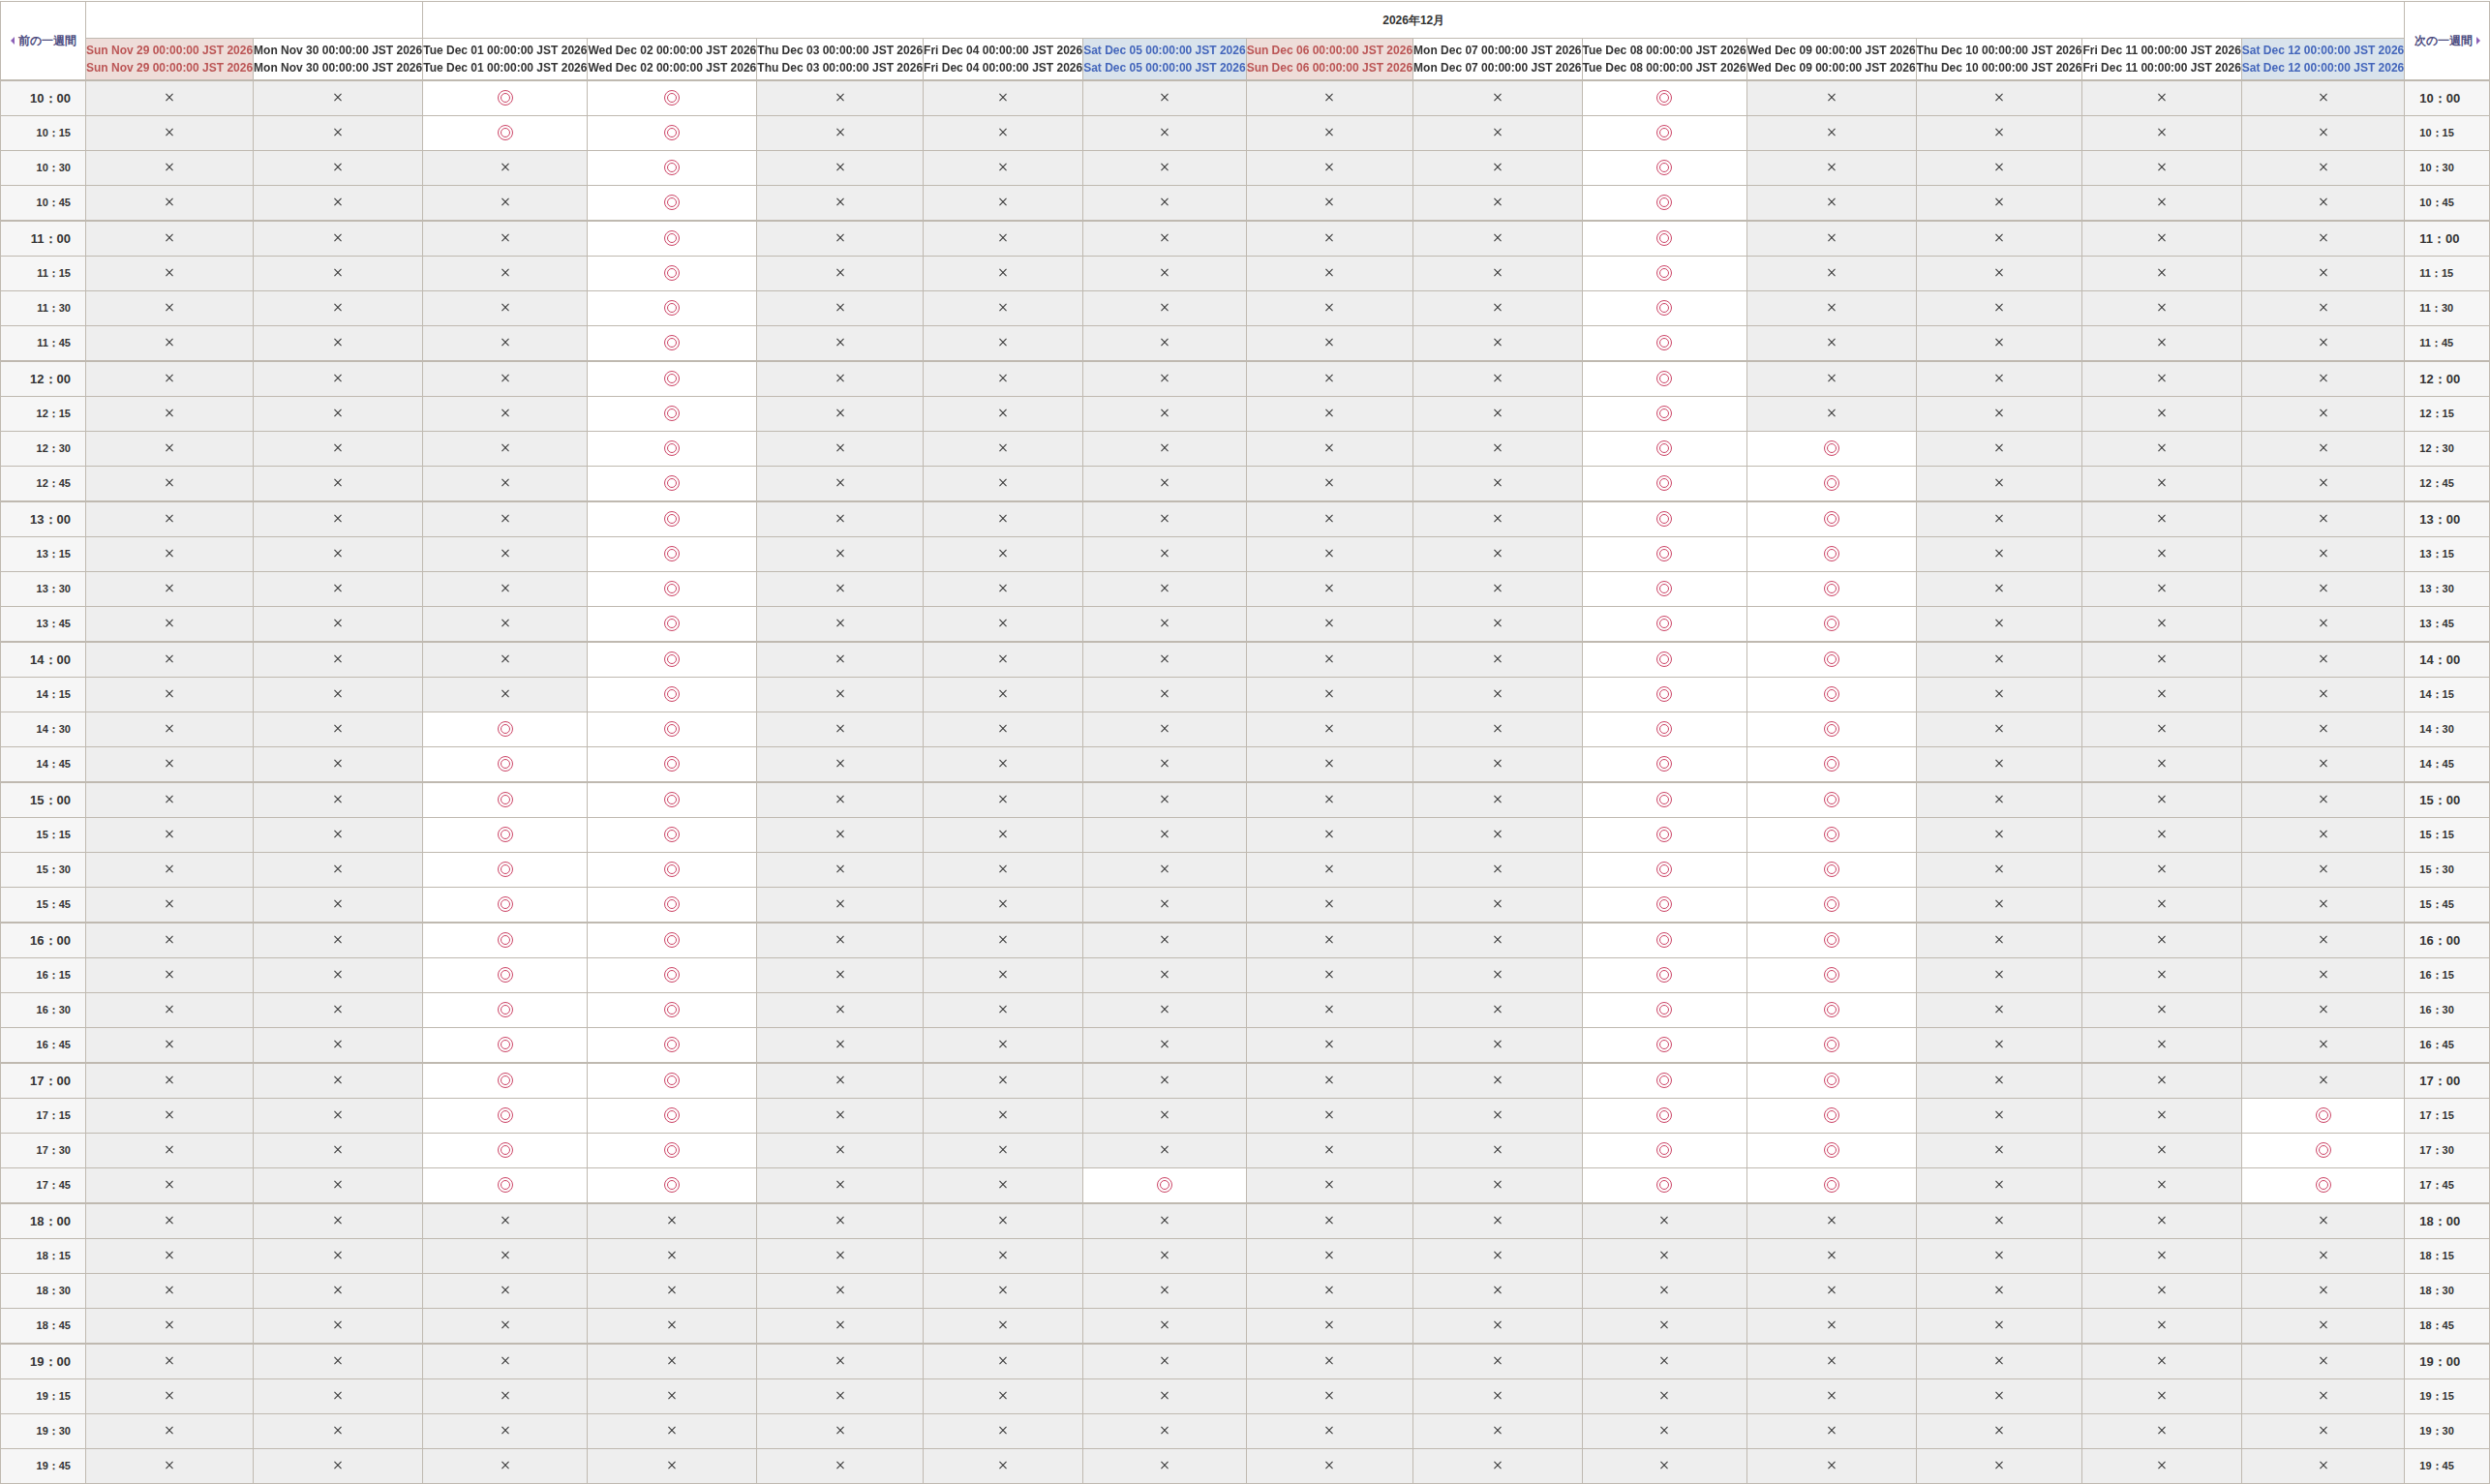 2026年12月
前の一週間
次の一週間
Sun Nov 29 00:00:00 JST 2026 Mon Nov 30 00:00:00 JST 2026 Tue Dec 01 00:00:00 JST 2026 Wed Dec 02 00:00:00 JST 2026 Thu Dec 03 00:00:00 JST 2026 Fri Dec 04 00:00:00 JST 2026 Sat Dec 05 00:00:00 JST 2026 Sun Dec 06 00:00:00 JST 2026 Mon Dec 07 00:00:00 JST 2026 Tue Dec 08 00:00:00 JST 2026 Wed Dec 09 00:00:00 JST 2026 Thu Dec 10 00:00:00 JST 2026 Fri Dec 11 00:00:00 JST 2026 Sat Dec 12 00:00:00 JST 2026
Sun Nov 29 00:00:00 JST 2026 Mon Nov 30 00:00:00 JST 2026 Tue Dec 01 00:00:00 JST 2026 Wed Dec 02 00:00:00 JST 2026 Thu Dec 03 00:00:00 JST 2026 Fri Dec 04 00:00:00 JST 2026 Sat Dec 05 00:00:00 JST 2026 Sun Dec 06 00:00:00 JST 2026 Mon Dec 07 00:00:00 JST 2026 Tue Dec 08 00:00:00 JST 2026 Wed Dec 09 00:00:00 JST 2026 Thu Dec 10 00:00:00 JST 2026 Fri Dec 11 00:00:00 JST 2026 Sat Dec 12 00:00:00 JST 2026
10：00 × × ◎ ◎ × × × × × ◎ × × × × 10：00
10：15 × × ◎ ◎ × × × × × ◎ × × × × 10：15
10：30 × × × ◎ × × × × × ◎ × × × × 10：30
10：45 × × × ◎ × × × × × ◎ × × × × 10：45
11：00 × × × ◎ × × × × × ◎ × × × × 11：00
11：15 × × × ◎ × × × × × ◎ × × × × 11：15
11：30 × × × ◎ × × × × × ◎ × × × × 11：30
11：45 × × × ◎ × × × × × ◎ × × × × 11：45
12：00 × × × ◎ × × × × × ◎ × × × × 12：00
12：15 × × × ◎ × × × × × ◎ × × × × 12：15
12：30 × × × ◎ × × × × × ◎ ◎ × × × 12：30
12：45 × × × ◎ × × × × × ◎ ◎ × × × 12：45
13：00 × × × ◎ × × × × × ◎ ◎ × × × 13：00
13：15 × × × ◎ × × × × × ◎ ◎ × × × 13：15
13：30 × × × ◎ × × × × × ◎ ◎ × × × 13：30
13：45 × × × ◎ × × × × × ◎ ◎ × × × 13：45
14：00 × × × ◎ × × × × × ◎ ◎ × × × 14：00
14：15 × × × ◎ × × × × × ◎ ◎ × × × 14：15
14：30 × × ◎ ◎ × × × × × ◎ ◎ × × × 14：30
14：45 × × ◎ ◎ × × × × × ◎ ◎ × × × 14：45
15：00 × × ◎ ◎ × × × × × ◎ ◎ × × × 15：00
15：15 × × ◎ ◎ × × × × × ◎ ◎ × × × 15：15
15：30 × × ◎ ◎ × × × × × ◎ ◎ × × × 15：30
15：45 × × ◎ ◎ × × × × × ◎ ◎ × × × 15：45
16：00 × × ◎ ◎ × × × × × ◎ ◎ × × × 16：00
16：15 × × ◎ ◎ × × × × × ◎ ◎ × × × 16：15
16：30 × × ◎ ◎ × × × × × ◎ ◎ × × × 16：30
16：45 × × ◎ ◎ × × × × × ◎ ◎ × × × 16：45
17：00 × × ◎ ◎ × × × × × ◎ ◎ × × × 17：00
17：15 × × ◎ ◎ × × × × × ◎ ◎ × × ◎ 17：15
17：30 × × ◎ ◎ × × × × × ◎ ◎ × × ◎ 17：30
17：45 × × ◎ ◎ × × ◎ × × ◎ ◎ × × ◎ 17：45
18：00 × × × × × × × × × × × × × × 18：00
18：15 × × × × × × × × × × × × × × 18：15
18：30 × × × × × × × × × × × × × × 18：30
18：45 × × × × × × × × × × × × × × 18：45
19：00 × × × × × × × × × × × × × × 19：00
19：15 × × × × × × × × × × × × × × 19：15
19：30 × × × × × × × × × × × × × × 19：30
19：45 × × × × × × × × × × × × × × 19：45